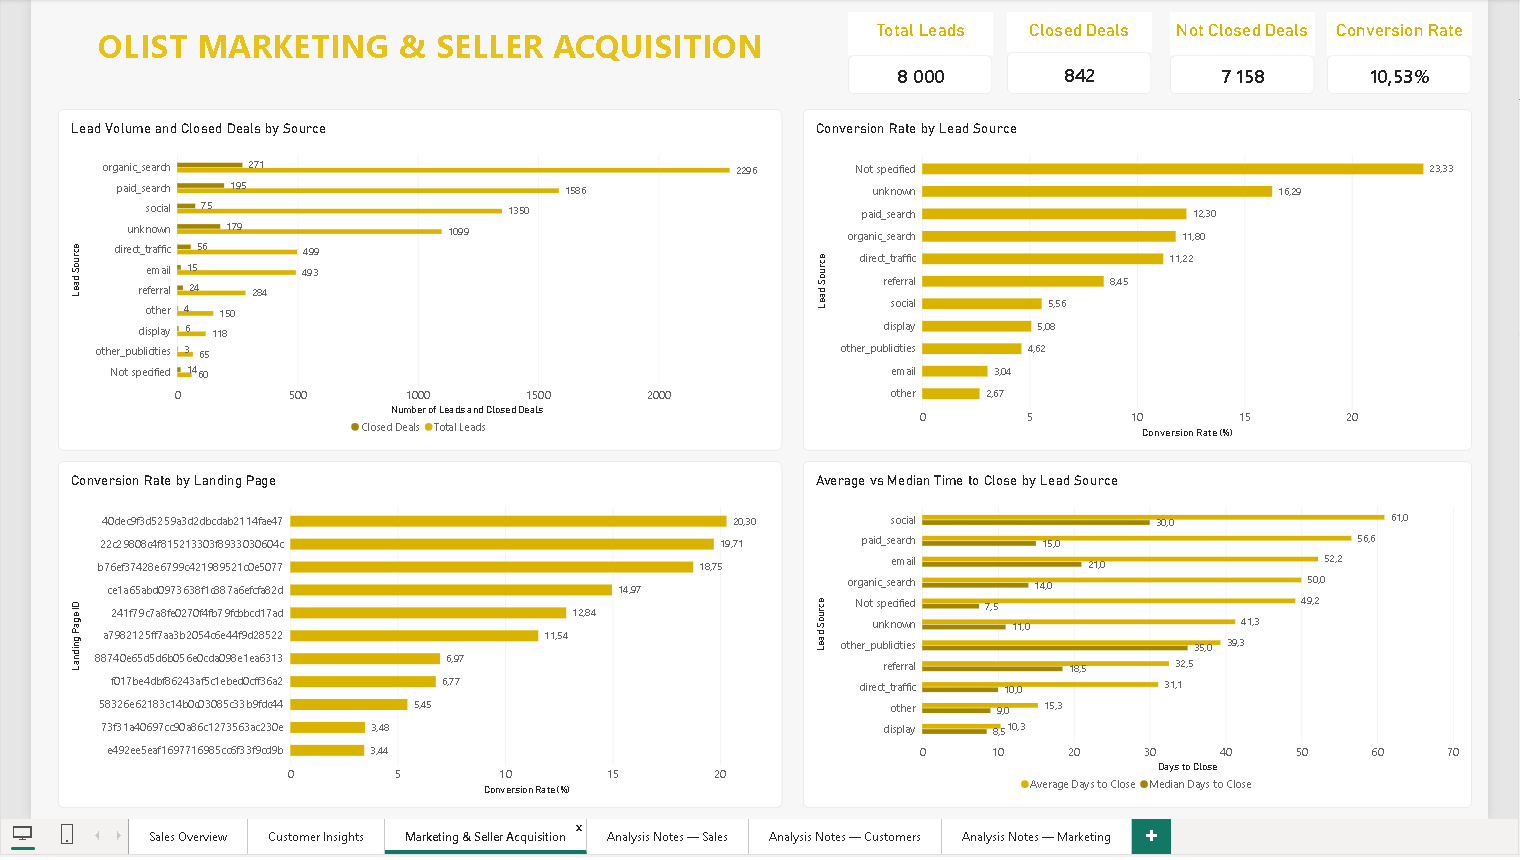 OLIST MARKETING & SELLER ACQUISITION
Total Leads
8 000
Closed Deals
842
Not Closed Deals
7 158
Conversion Rate
10,53%
Lead Volume and Closed Deals by Source
Lead Source
organic_search 271 2296
paid_search 195 1586
social 75 1350
unknown 179 1099
direct_traffic 56 499
email 15 493
referral 24 284
other 4 150
display 6 118
other_publicities 3 65
Not specified 14 60
0 500 1000 1500 2000
Number of Leads and Closed Deals
Closed Deals Total Leads
Conversion Rate by Lead Source
Lead Source
Not specified 23,33
unknown 16,29
paid_search 12,30
organic_search 11,80
direct_traffic 11,22
referral 8,45
social 5,56
display 5,08
other_publicities 4,62
email 3,04
other 2,67
0 5 10 15 20
Conversion Rate (%)
Conversion Rate by Landing Page
Landing Page ID
40dec9f3d5259a3d2dbcdab2114fae47 20,30
22c29808c4f815213303f8933030604c 19,71
b76ef37428e6799c421989521c0e5077 18,75
ce1a65abd0973638f1c887a6efcfa82d 14,97
241f79c7a8fe0270f4fb79fcbbcd17ad 12,84
a7982125ff7aa3b2054c6e44f9d28522 11,54
88740e65d5d6b056e0cda098e1ea6313 6,97
f017be4dbf86243af5c1ebed0cff36a2 6,77
58326e62183c14b0c03085c33b9fdc44 5,45
73f31a40697cc90a86c1273563ac230e 3,48
e492ee5eaf1697716985cc6f33f9cd9b 3,44
0 5 10 15 20
Conversion Rate (%)
Average vs Median Time to Close by Lead Source
Lead Source
social 61,0 30,0
paid_search 56,6 15,0
email 52,2 21,0
organic_search 50,0 14,0
Not specified 49,2 7,5
unknown 41,3 11,0
other_publicities 39,3 35,0
referral 32,5 18,5
direct_traffic 31,1 10,0
other 15,3 9,0
display 10,3 8,5
0 10 20 30 40 50 60 70
Days to Close
Average Days to Close Median Days to Close
Sales Overview
Customer Insights
Marketing & Seller Acquisition x
Analysis Notes — Sales
Analysis Notes — Customers
Analysis Notes — Marketing
+